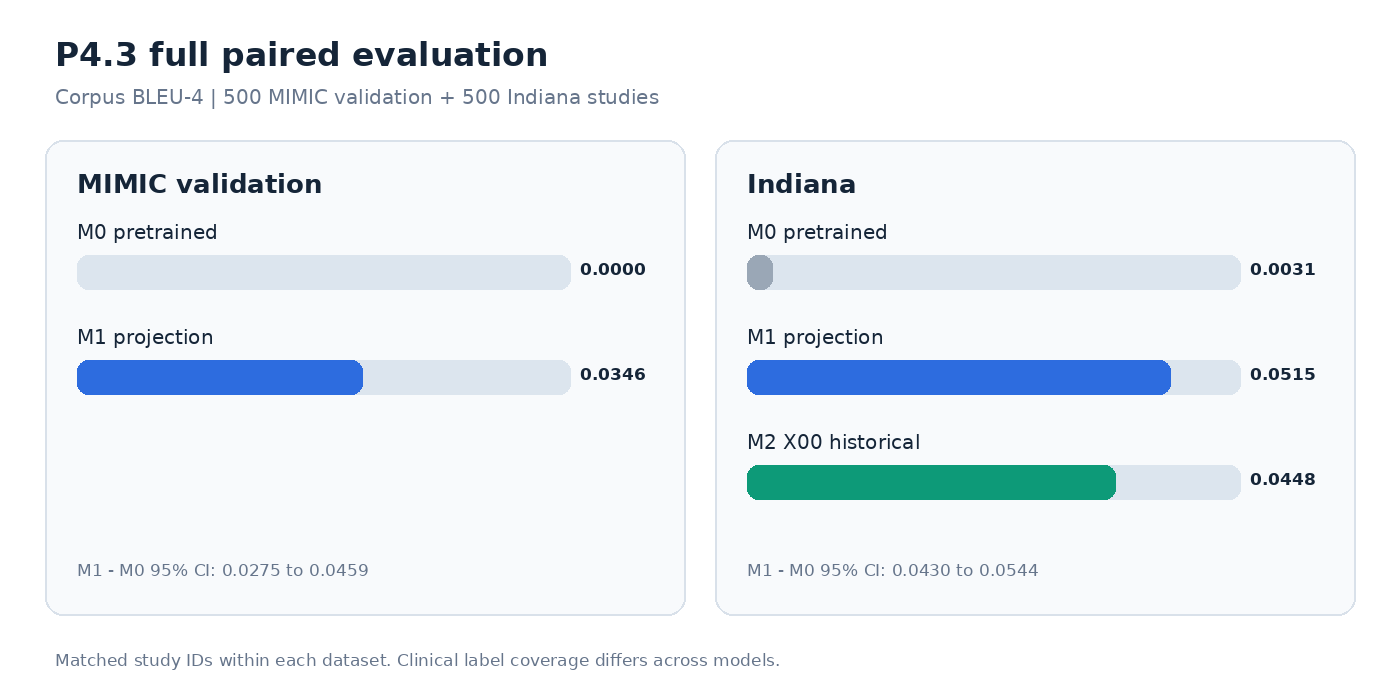 P4.3 full paired evaluation
Corpus BLEU-4 | 500 MIMIC validation + 500 Indiana studies
MIMIC validation
M0 pretrained
0.0000
M1 projection
0.0346
M1 - M0 95% CI: 0.0275 to 0.0459
Indiana
M0 pretrained
0.0031
M1 projection
0.0515
M2 X00 historical
0.0448
M1 - M0 95% CI: 0.0430 to 0.0544
Matched study IDs within each dataset. Clinical label coverage differs across models.